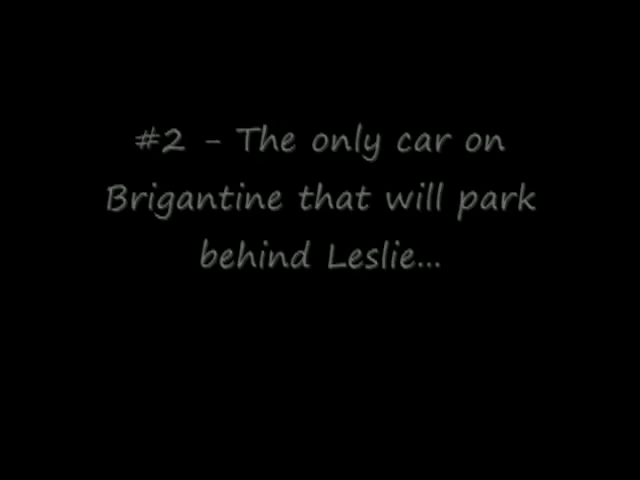 #2 - The only car on
Brigantine that will park
behind Leslie...